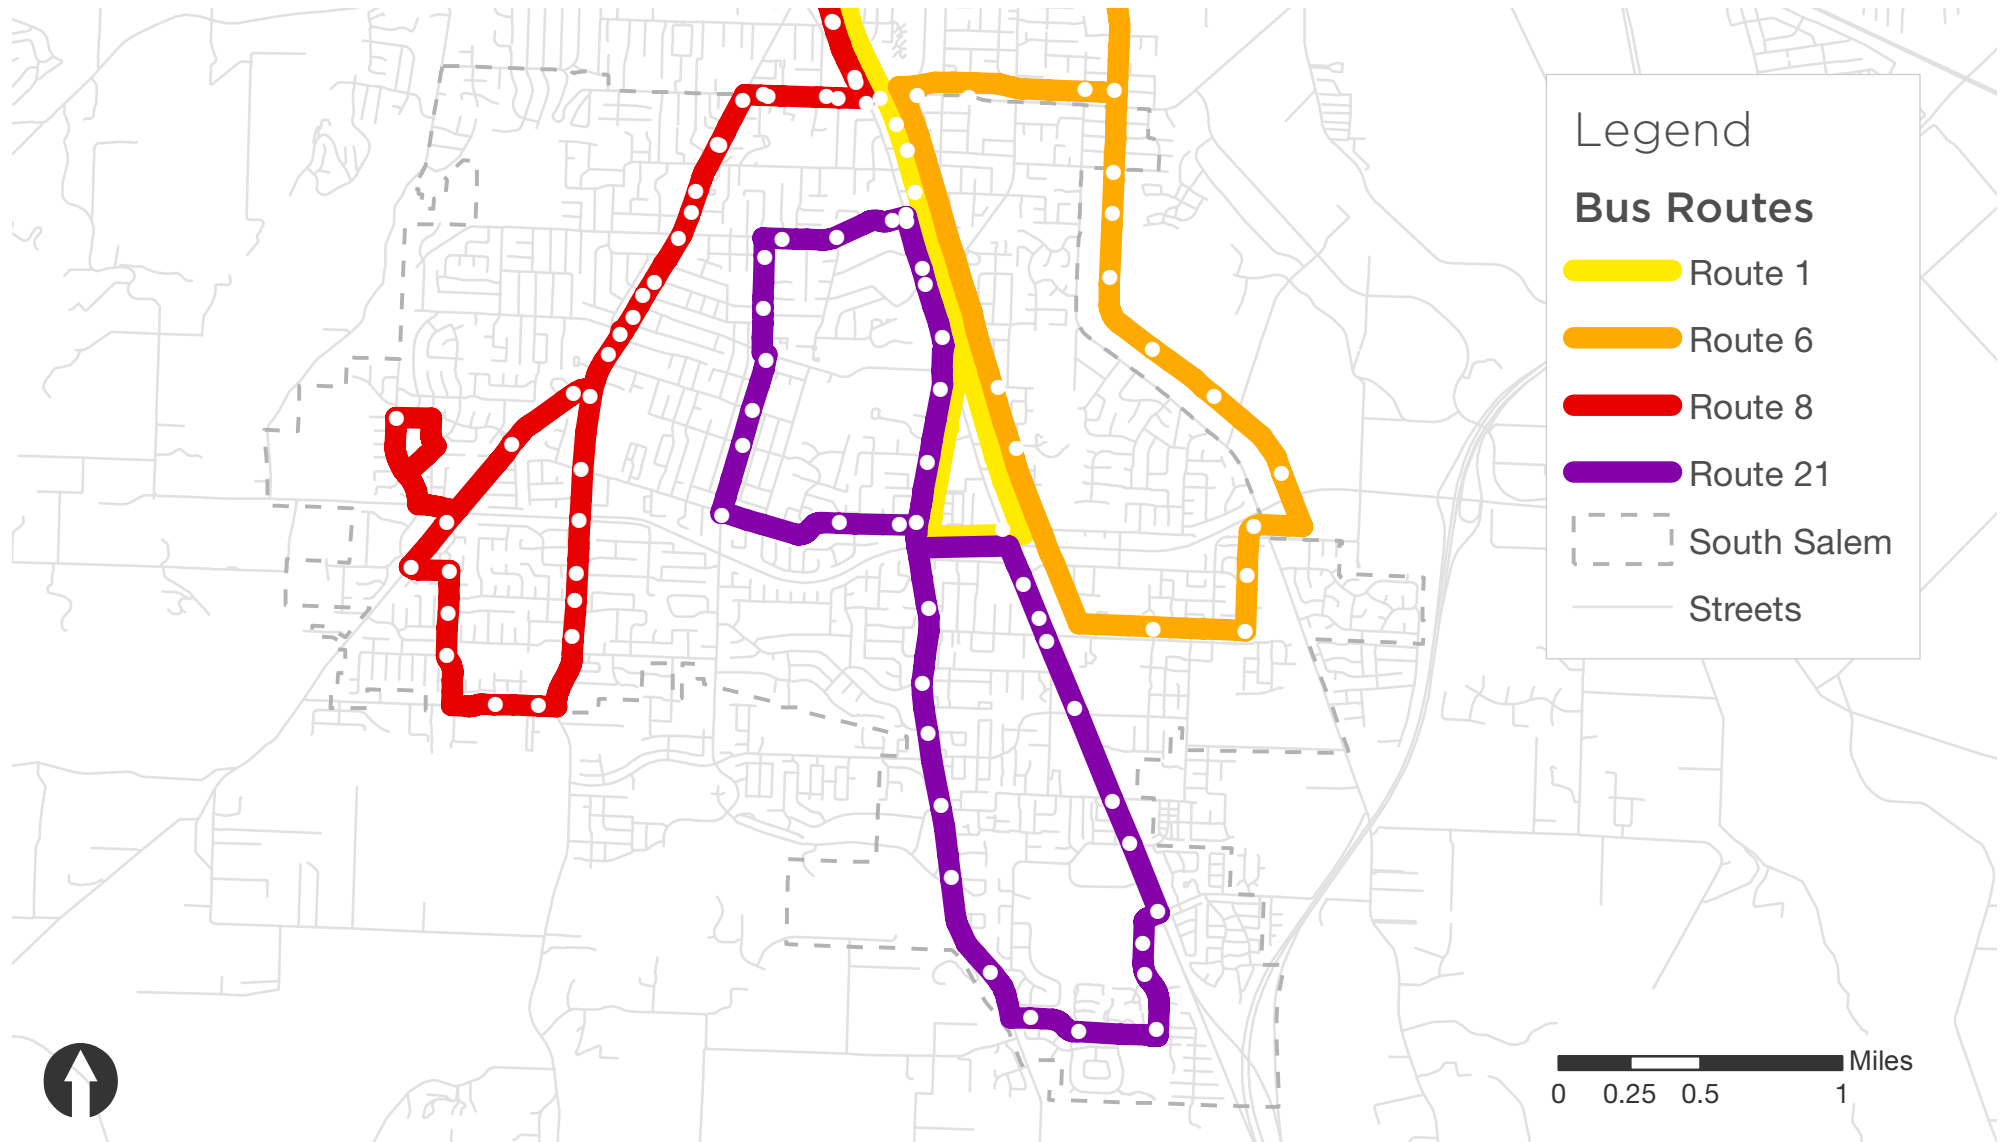 Legend
Bus Routes
Route 1
Route 6
Route 8
Route 21
South Salem
Streets
Miles
0 0.25 0.5 1